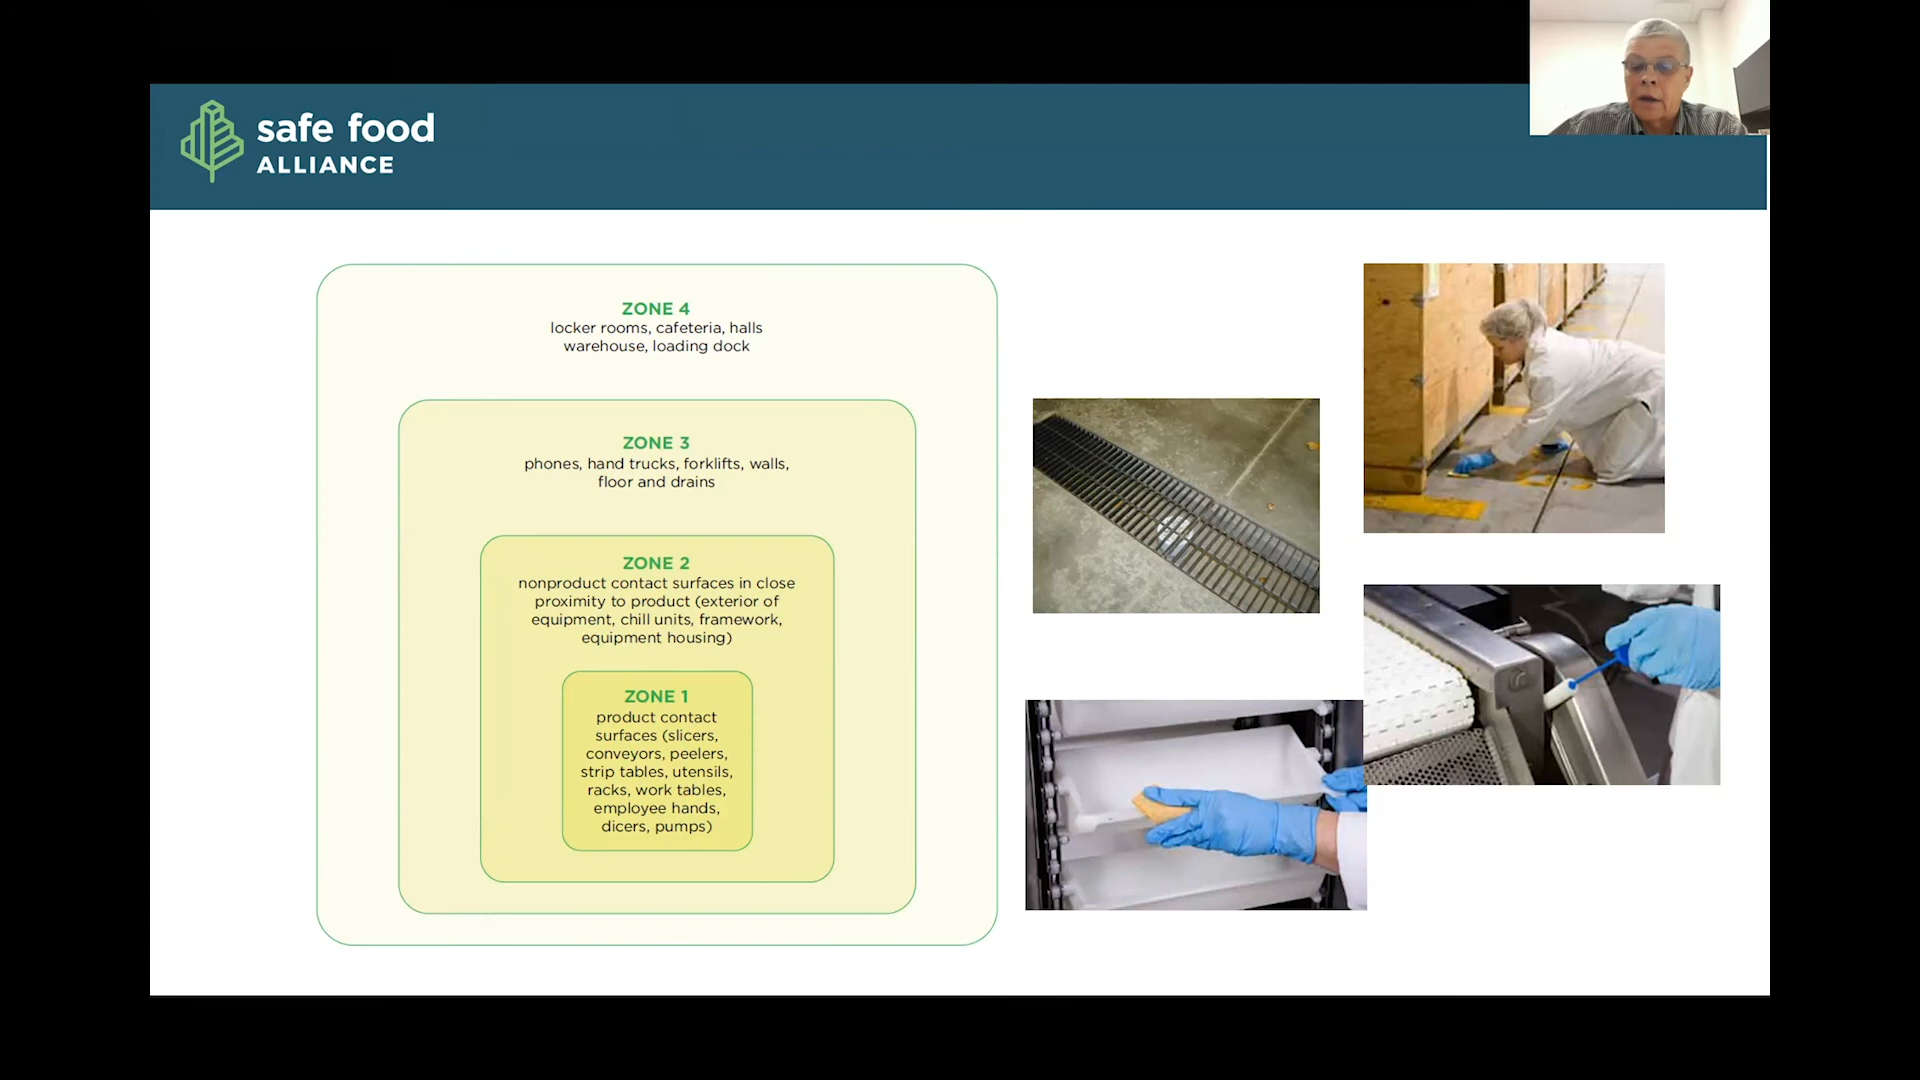 safe food
ALLIANCE
ZONE 4
locker rooms, cafeteria, halls
warehouse, loading dock
ZONE 3
phones, hand trucks, forklifts, walls,
floor and drains
ZONE 2
nonproduct contact surfaces in close
proximity to product (exterior of
equipment, chill units, framework,
equipment housing)
ZONE 1
product contact
surfaces (slicers,
conveyors, peelers,
strip tables, utensils,
racks, work tables,
employee hands,
dicers, pumps)